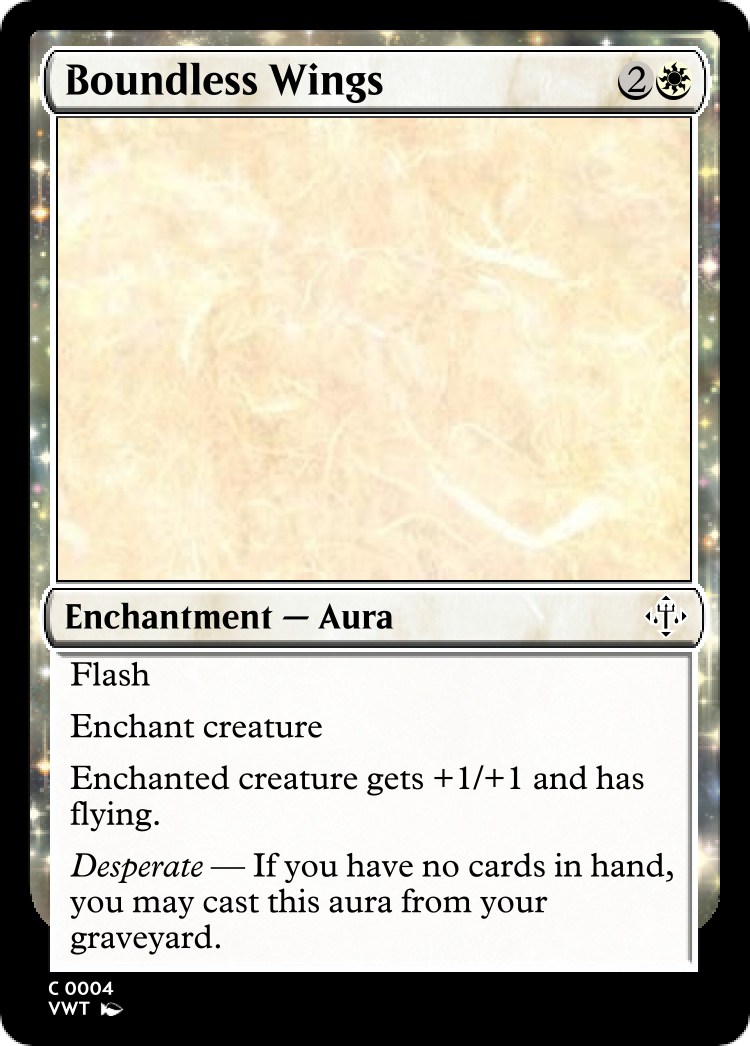 Boundless Wings 2
Enchantment — Aura
Flash
Enchant creature
Enchanted creature gets +1/+1 and has
flying.
Desperate — If you have no cards in hand,
you may cast this aura from your
graveyard.
C 0004
VWT